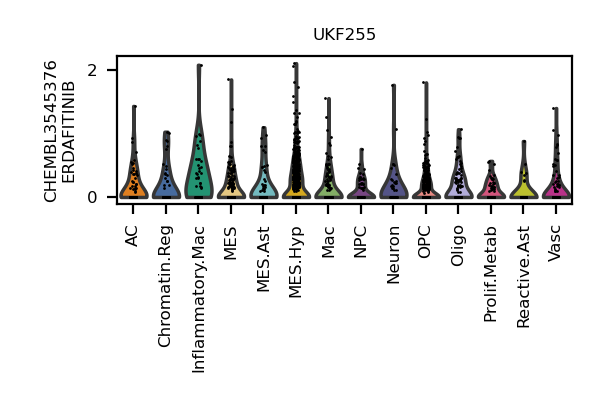 UKF255
CHEMBL3545376
ERDAFITINIB
2
0
AC
Chromatin.Reg
Inflammatory.Mac
MES
MES.Ast
MES.Hyp
Mac
NPC
Neuron
OPC
Oligo
Prolif.Metab
Reactive.Ast
Vasc